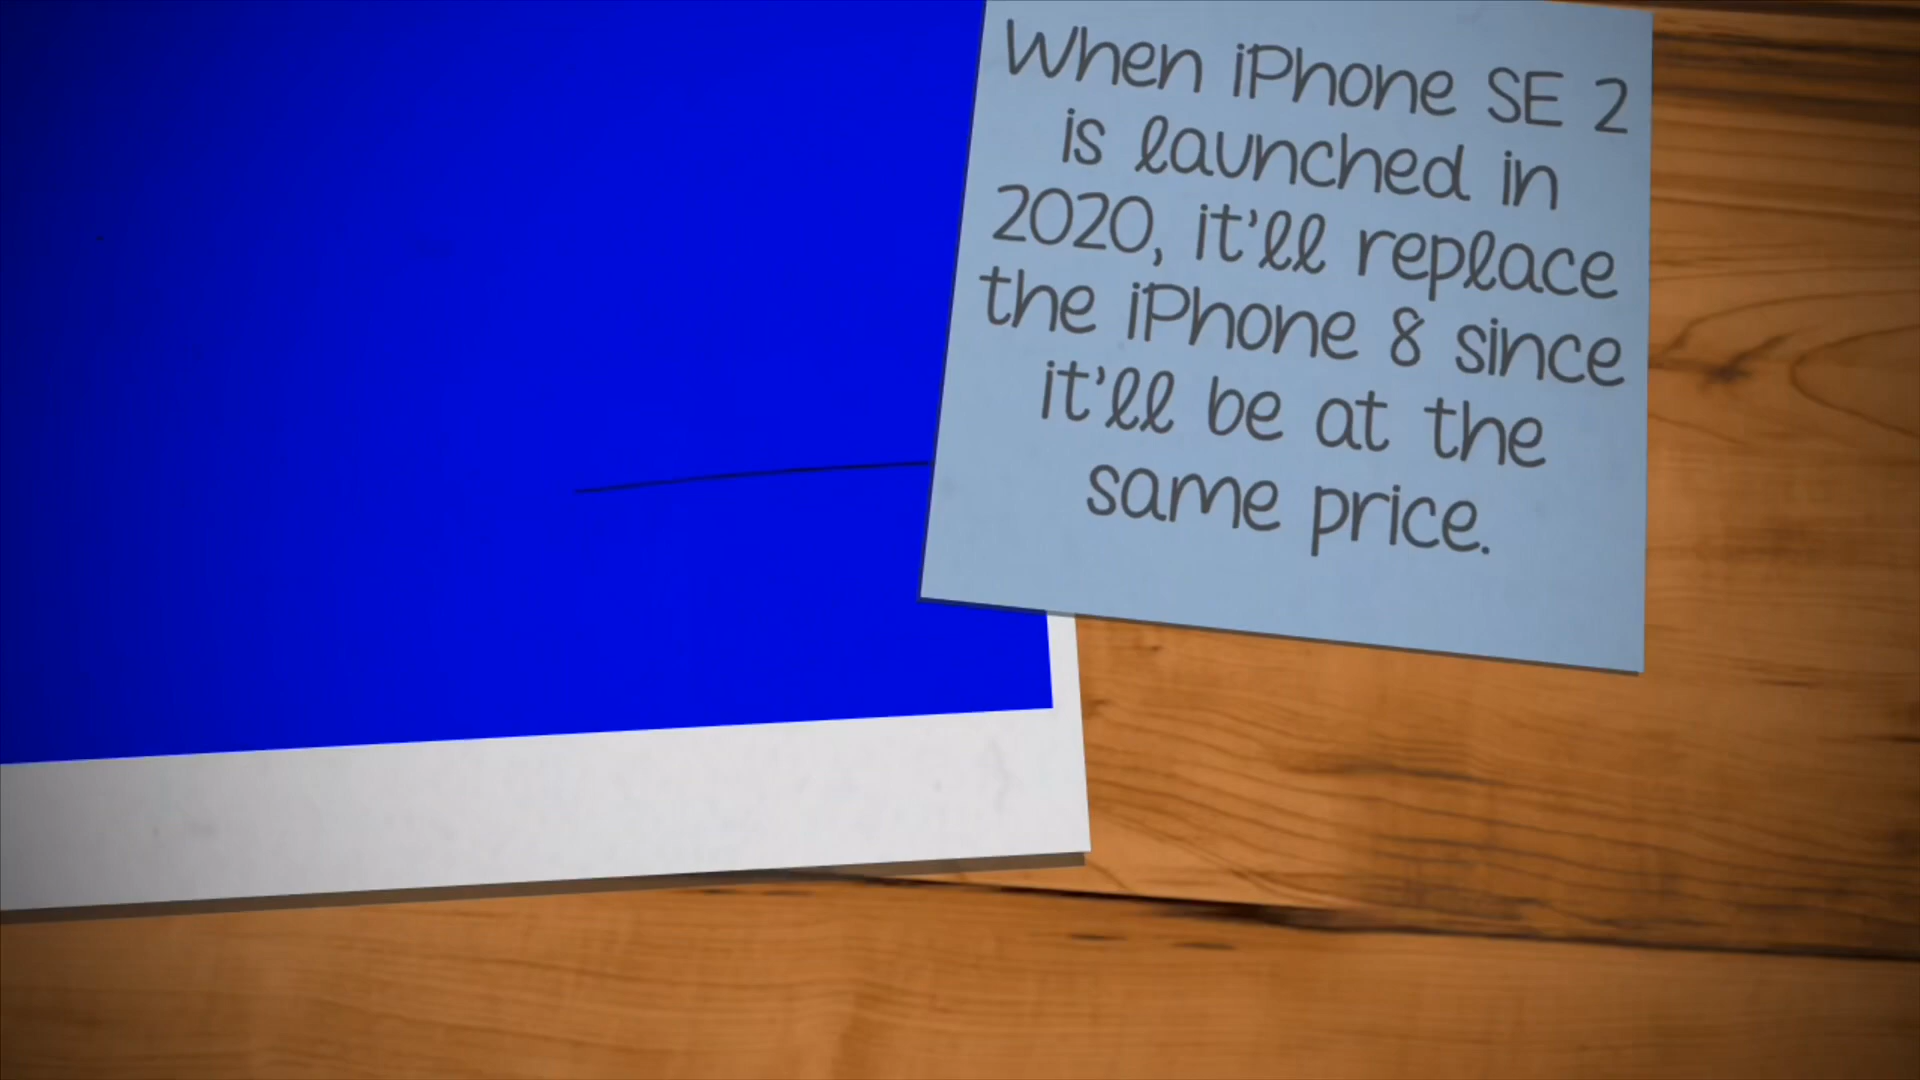 When iPhone SE 2
is launched in
2020, it'll replace
the iPhone 8 since
it'll be at the
same price.